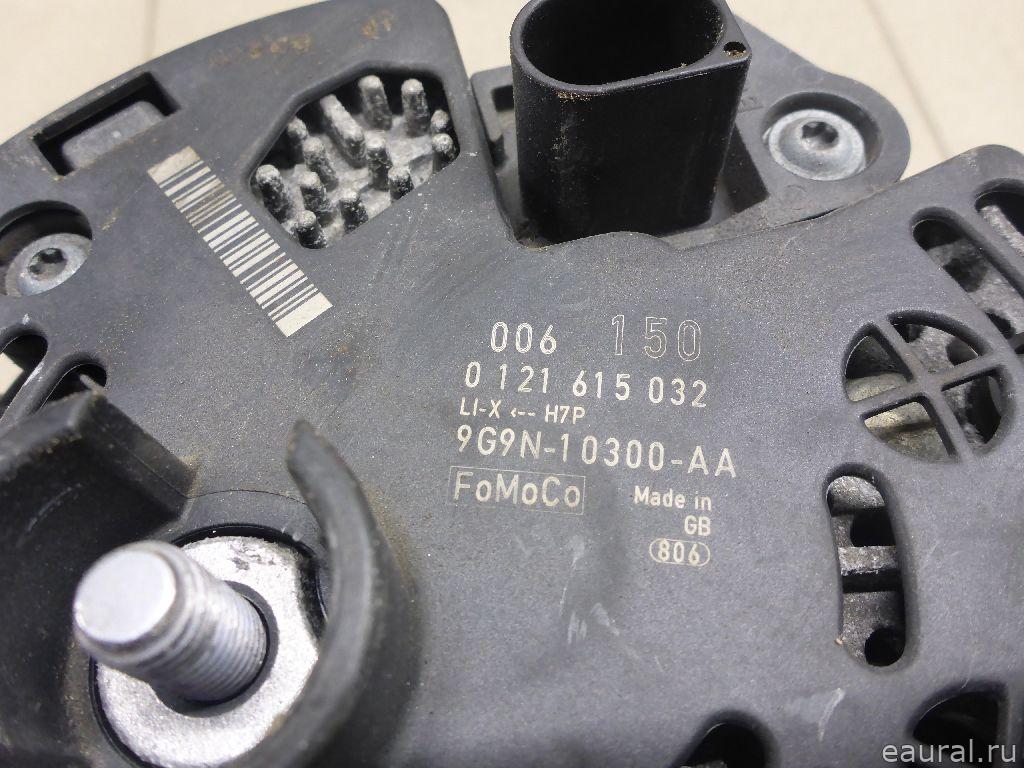 006 150
0 121 615 032
LI-X <-- H7P
9G9N-10300-AA
FoMoCo Made in
GB
806
eaural.ru